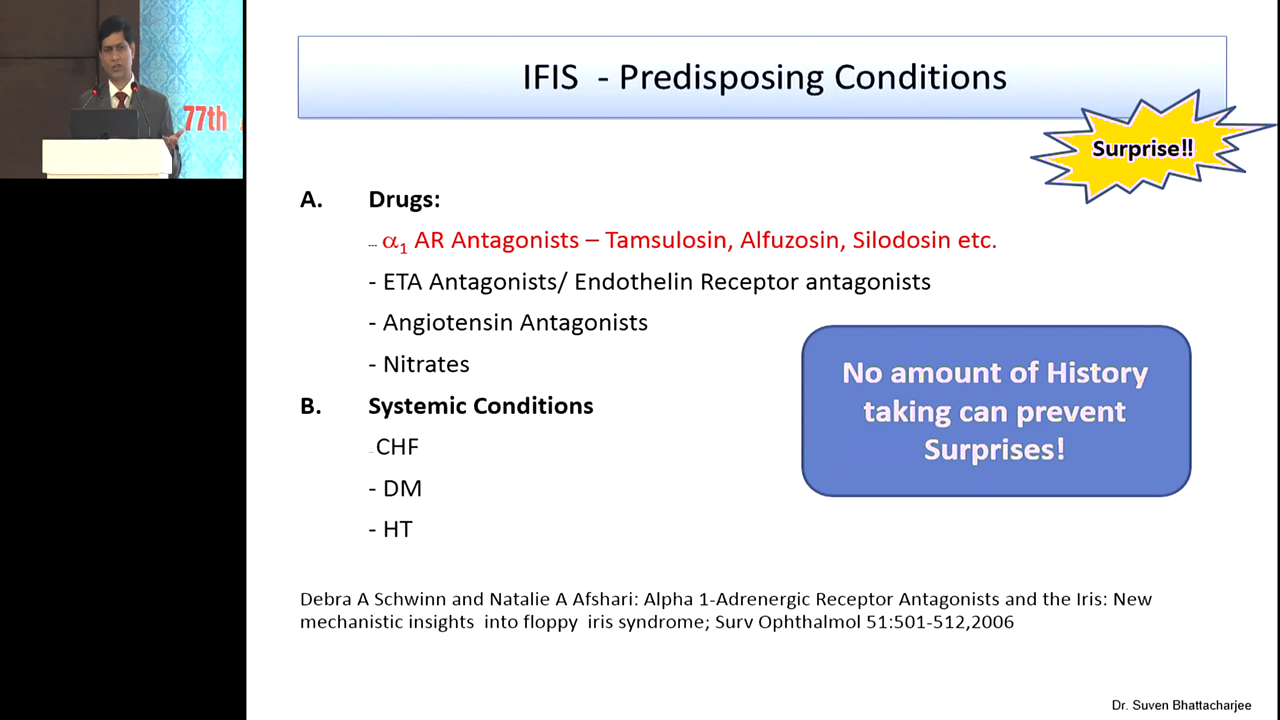 77th
IFIS - Predisposing Conditions
Surprise!!
A. Drugs:
-- α1 AR Antagonists – Tamsulosin, Alfuzosin, Silodosin etc.
- ETA Antagonists/ Endothelin Receptor antagonists
- Angiotensin Antagonists
- Nitrates
B. Systemic Conditions
- CHF
- DM
- HT
No amount of History
taking can prevent
Surprises!
Debra A Schwinn and Natalie A Afshari: Alpha 1-Adrenergic Receptor Antagonists and the Iris: New
mechanistic insights into floppy iris syndrome; Surv Ophthalmol 51:501-512,2006
Dr. Suven Bhattacharjee